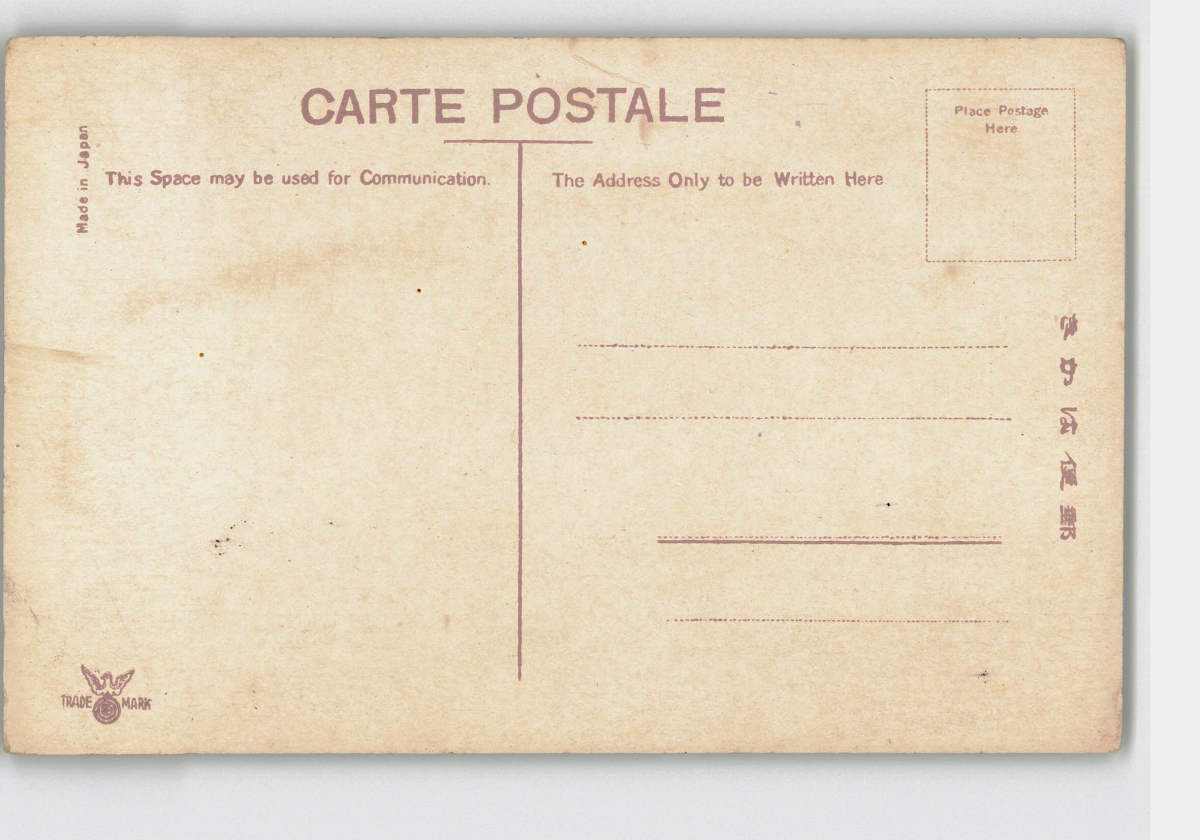 CARTE POSTALE
Made in Japan
This Space may be used for Communication.
The Address Only to be Written Here
Place Postage
Here
郵便はかき
TRADE MARK